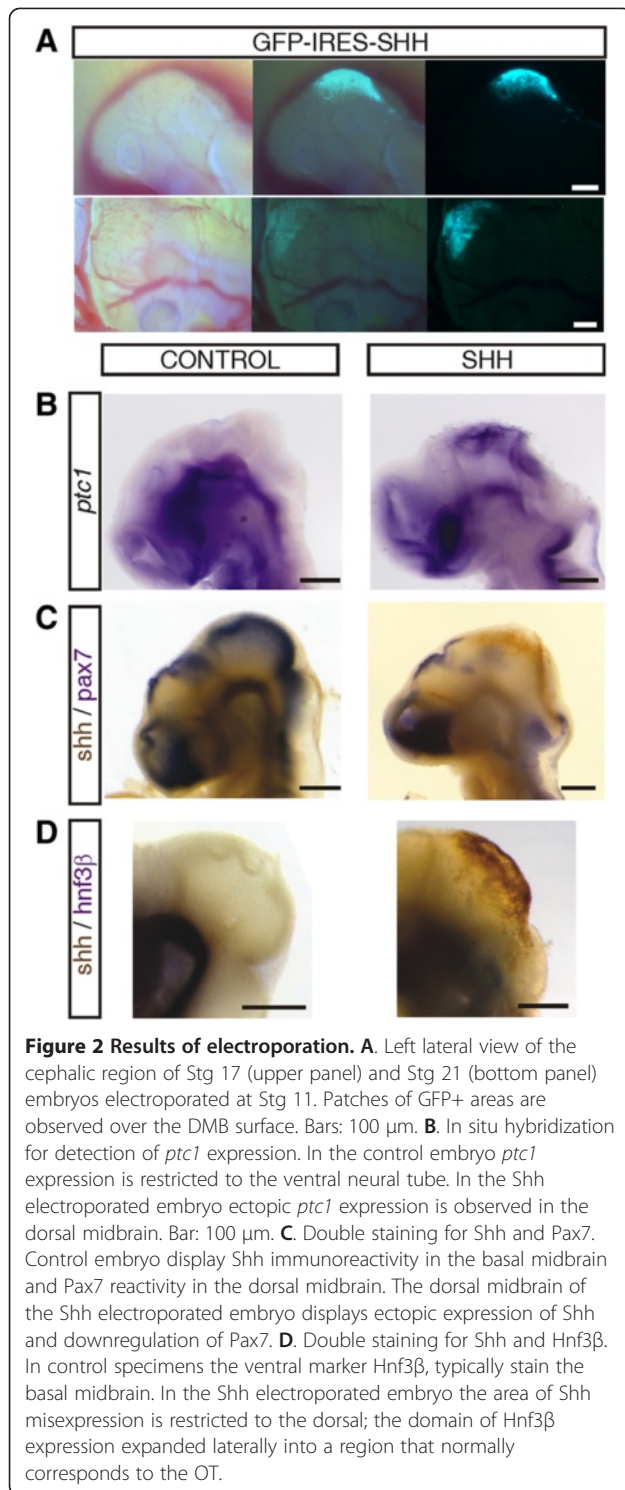 A
GFP-IRES-SHH
CONTROL
SHH
B
ptc1
C
shh / pax7
D
shh / hnf3β
Figure 2 Results of electroporation. A. Left lateral view of the
cephalic region of Stg 17 (upper panel) and Stg 21 (bottom panel)
embryos electroporated at Stg 11. Patches of GFP+ areas are
observed over the DMB surface. Bars: 100 μm. B. In situ hybridization
for detection of ptc1 expression. In the control embryo ptc1
expression is restricted to the ventral neural tube. In the Shh
electroporated embryo ectopic ptc1 expression is observed in the
dorsal midbrain. Bar: 100 μm. C. Double staining for Shh and Pax7.
Control embryo display Shh immunoreactivity in the basal midbrain
and Pax7 reactivity in the dorsal midbrain. The dorsal midbrain of
the Shh electroporated embryo displays ectopic expression of Shh
and downregulation of Pax7. D. Double staining for Shh and Hnf3β.
In control specimens the ventral marker Hnf3β, typically stain the
basal midbrain. In the Shh electroporated embryo the area of Shh
misexpression is restricted to the dorsal; the domain of Hnf3β
expression expanded laterally into a region that normally
corresponds to the OT.